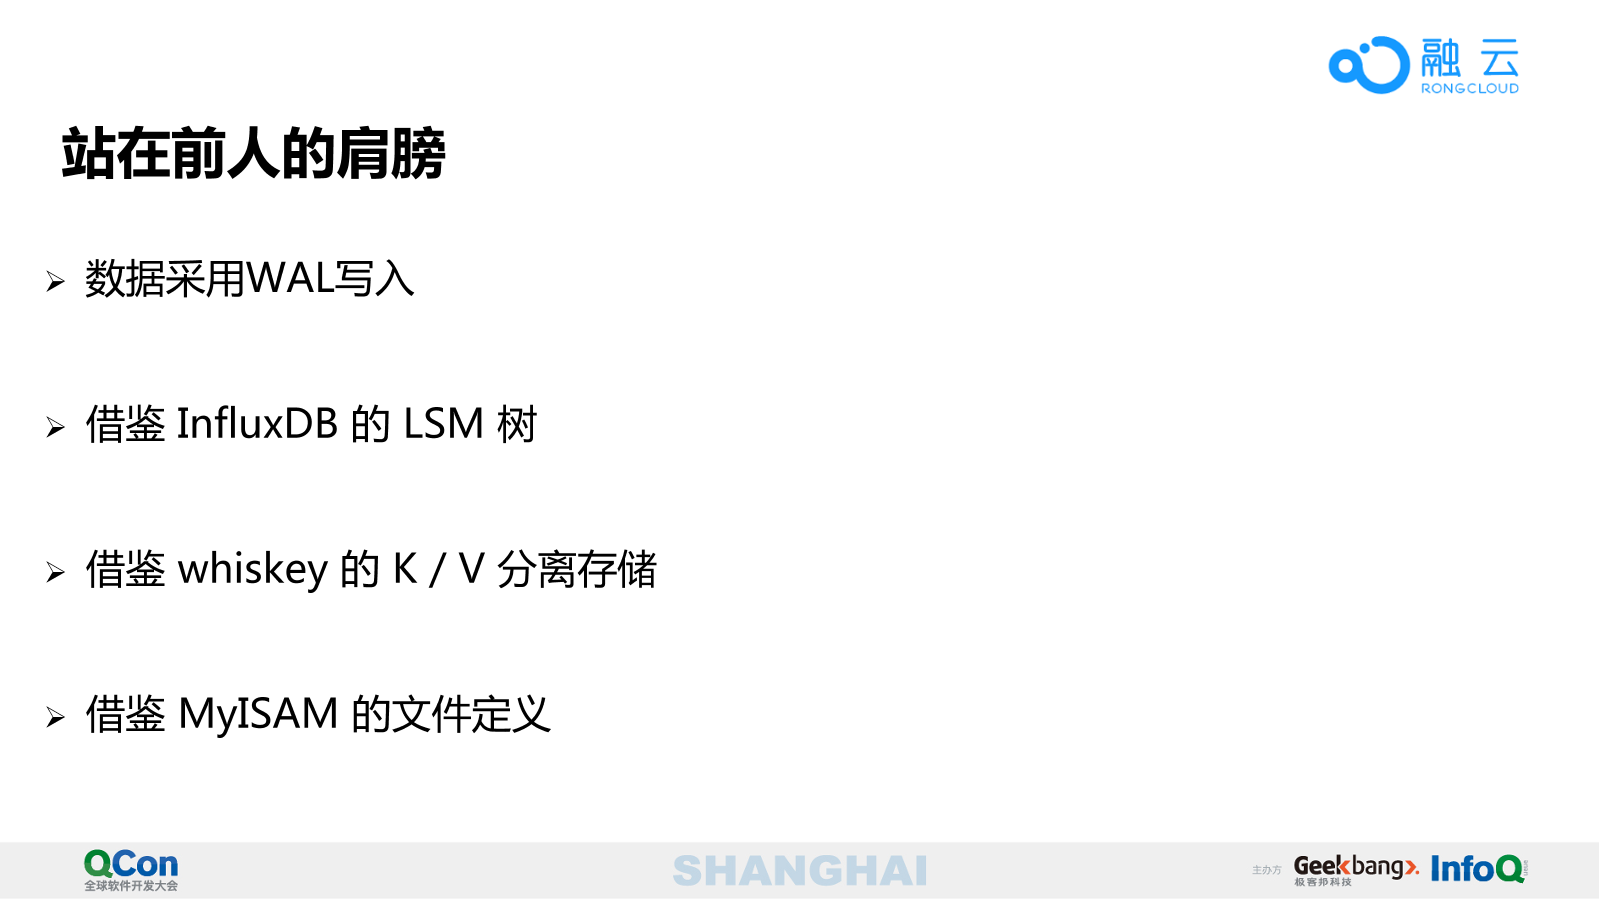 融云
RONGCLOUD
站在前人的肩膀
➢ 数据采用WAL写入
➢ 借鉴 InfluxDB 的 LSM 树
➢ 借鉴 whiskey 的 K / V 分离存储
➢ 借鉴 MyISAM 的文件定义
QCon
全球软件开发大会
SHANGHAI
主办方
Geekbang>.
极客邦科技
InfoQ